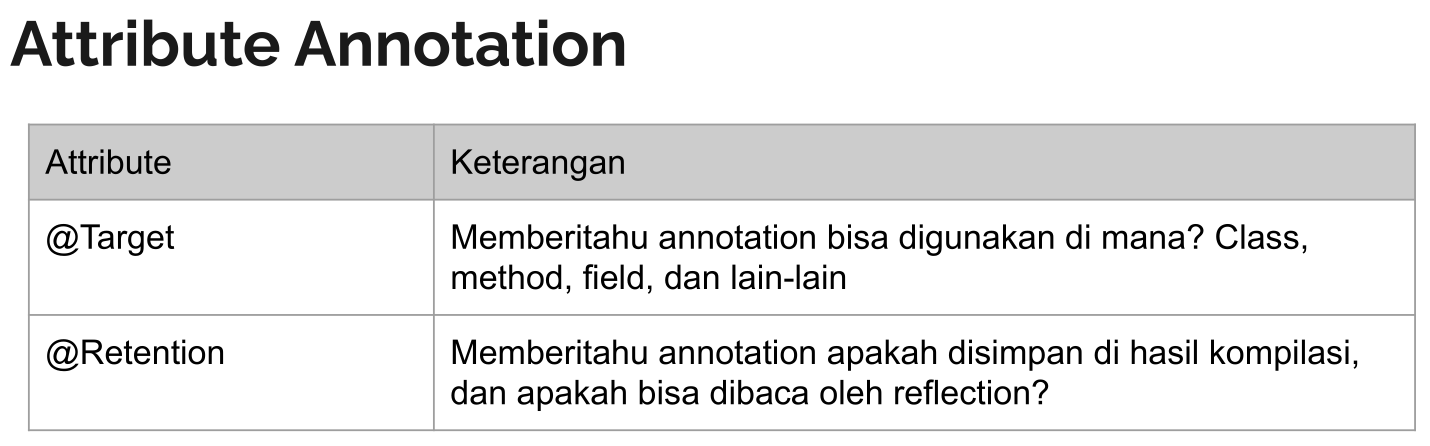 Attribute Annotation
Attribute
Keterangan
@Target
Memberitahu annotation bisa digunakan di mana? Class,
method, field, dan lain-lain
@Retention
Memberitahu annotation apakah disimpan di hasil kompilasi,
dan apakah bisa dibaca oleh reflection?